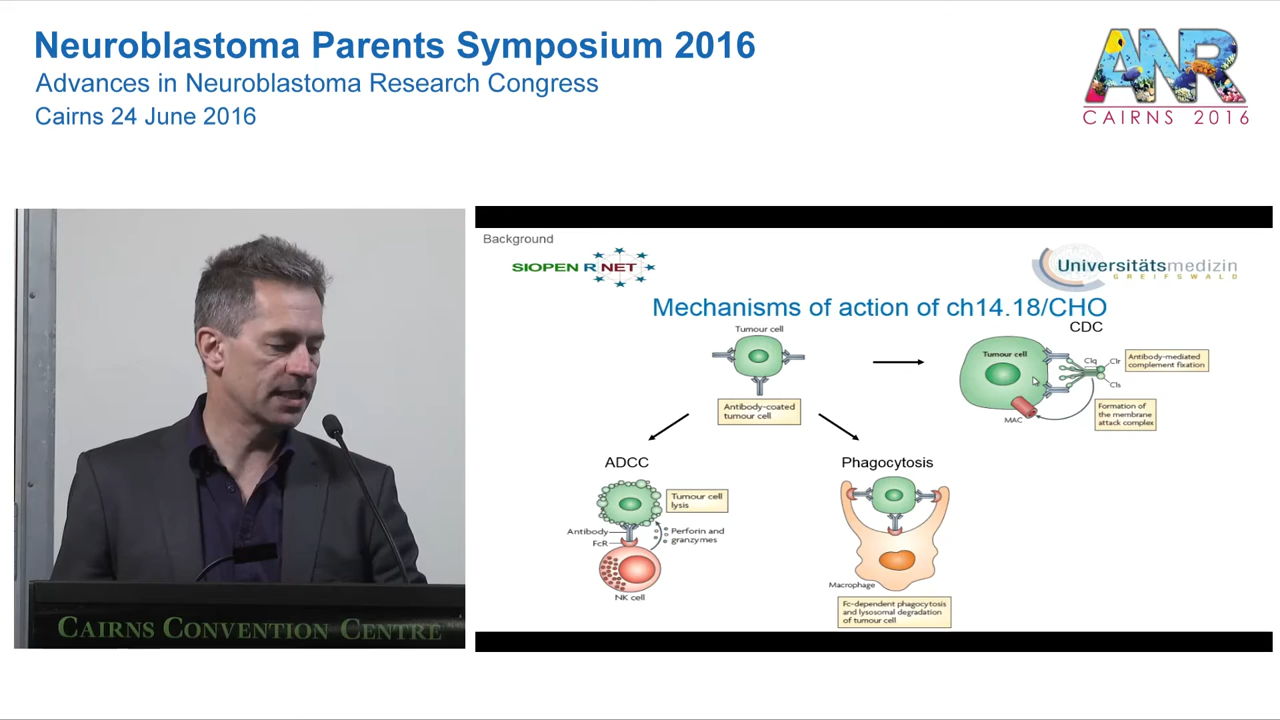 Neuroblastoma Parents Symposium 2016
Advances in Neuroblastoma Research Congress
Cairns 24 June 2016
ANR
CAIRNS 2016
CAIRNS CONVENTION CENTRE
Background
SIOPEN R NET
Universitätsmedizin
GREIFSWALD
Mechanisms of action of ch14.18/CHO
Tumour cell
Antibody-coated
tumour cell
CDC
Tumour cell
C1q
C1r
C1s
Antibody-mediated
complement fixation
MAC
Formation of
the membrane
attack complex
ADCC
Tumour cell
lysis
Antibody
FcR
Perforin and
granzymes
NK cell
Phagocytosis
Macrophage
Fc-dependent phagocytosis
and lysosomal degradation
of tumour cell